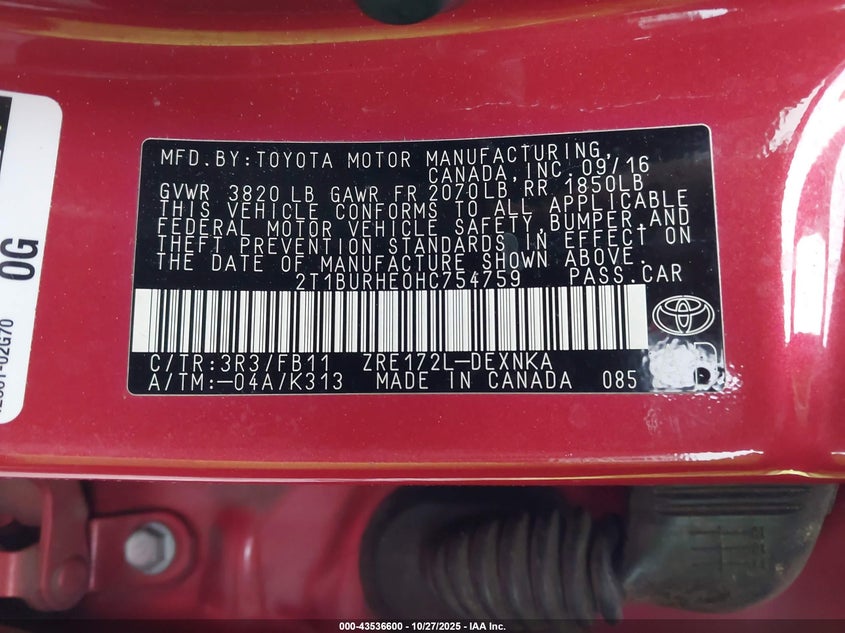 MFD.BY:TOYOTA MOTOR MANUFACTURING,
CANADA,INC. 09/16
GVWR 3820 LB GAWR FR 2070LB RR 1850LB
THIS VEHICLE CONFORMS TO ALL APPLICABLE
FEDERAL MOTOR VEHICLE SAFETY,BUMPER,AND
THEFT PREVENTION STANDARDS IN EFFECT ON
THE DATE OF MANUFACTURE SHOWN ABOVE.
2T1BURHE0HC754759 PASS.CAR
C/TR:3R3/FB11 ZRE172L-DEXNKA
A/TM:-04A/K313 MADE IN CANADA 085
0G
000-43536600 | 10/27/2025 | IAA Inc.